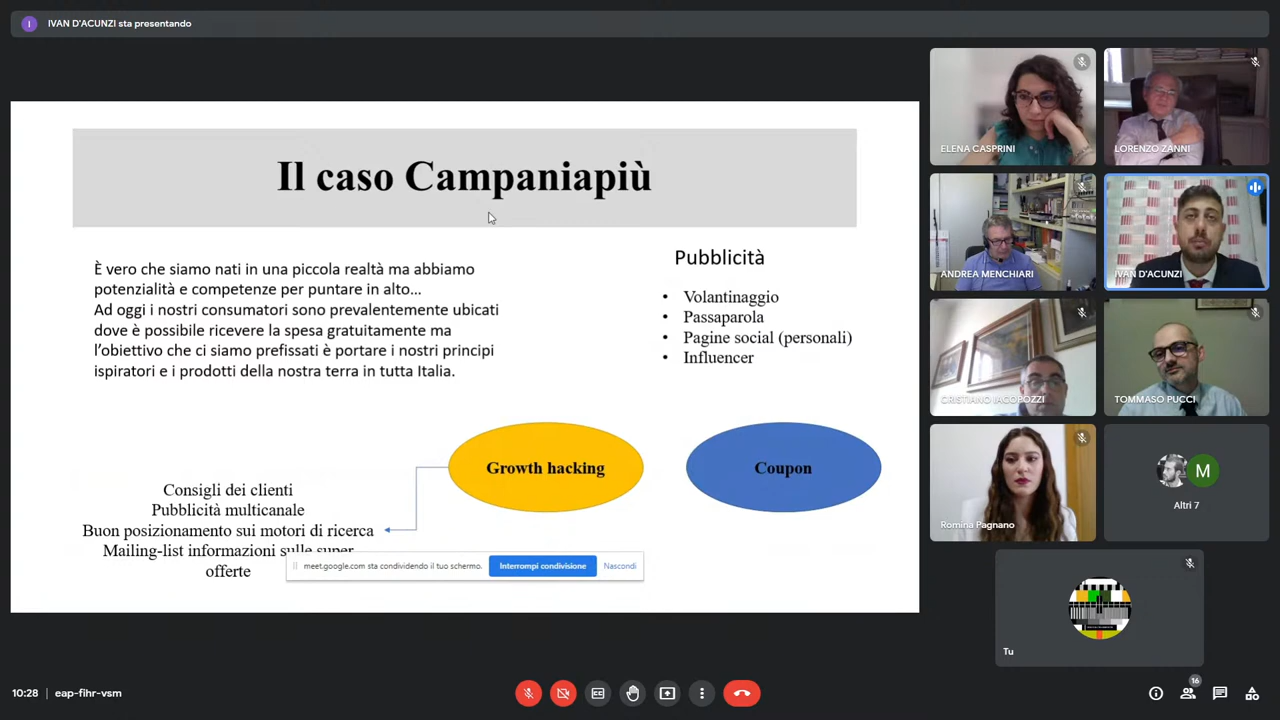 I
IVAN D'ACUNZI sta presentando
Il caso Campaniapiù
È vero che siamo nati in una piccola realtà ma abbiamo
potenzialità e competenze per puntare in alto...
Ad oggi i nostri consumatori sono prevalentemente ubicati
dove è possibile ricevere la spesa gratuitamente ma
l'obiettivo che ci siamo prefissati è portare i nostri principi
ispiratori e i prodotti della nostra terra in tutta Italia.
Pubblicità
• Volantinaggio
• Passaparola
• Pagine social (personali)
• Influencer
Growth hacking
Coupon
Consigli dei clienti
Pubblicità multicanale
Buon posizionamento sui motori di ricerca
Mailing-list informazioni sulle super
offerte
meet.google.com sta condividendo il tuo schermo.
Interrompi condivisione
Nascondi
ELENA CASPRINI
LORENZO ZANNI
ANDREA MENCHIARI
IVAN D'ACUNZI
CRISTIANO IACOPOZZI
TOMMASO PUCCI
Romina Pagnano
M
Altri 7
Tu
10:28
eap-fihr-vsm
16